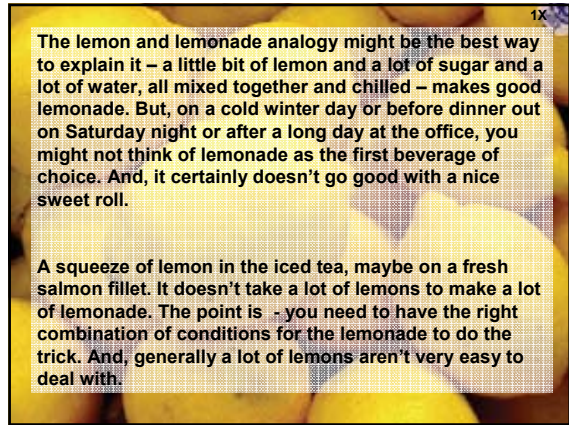 1X
The lemon and lemonade analogy might be the best way
to explain it – a little bit of lemon and a lot of sugar and a
lot of water, all mixed together and chilled – makes good
lemonade. But, on a cold winter day or before dinner out
on Saturday night or after a long day at the office, you
might not think of lemonade as the first beverage of
choice. And, it certainly doesn't go good with a nice
sweet roll.
A squeeze of lemon in the iced tea, maybe on a fresh
salmon fillet. It doesn't take a lot of lemons to make a lot
of lemonade. The point is  - you need to have the right
combination of conditions for the lemonade to do the
trick. And, generally a lot of lemons aren't very easy to
deal with.